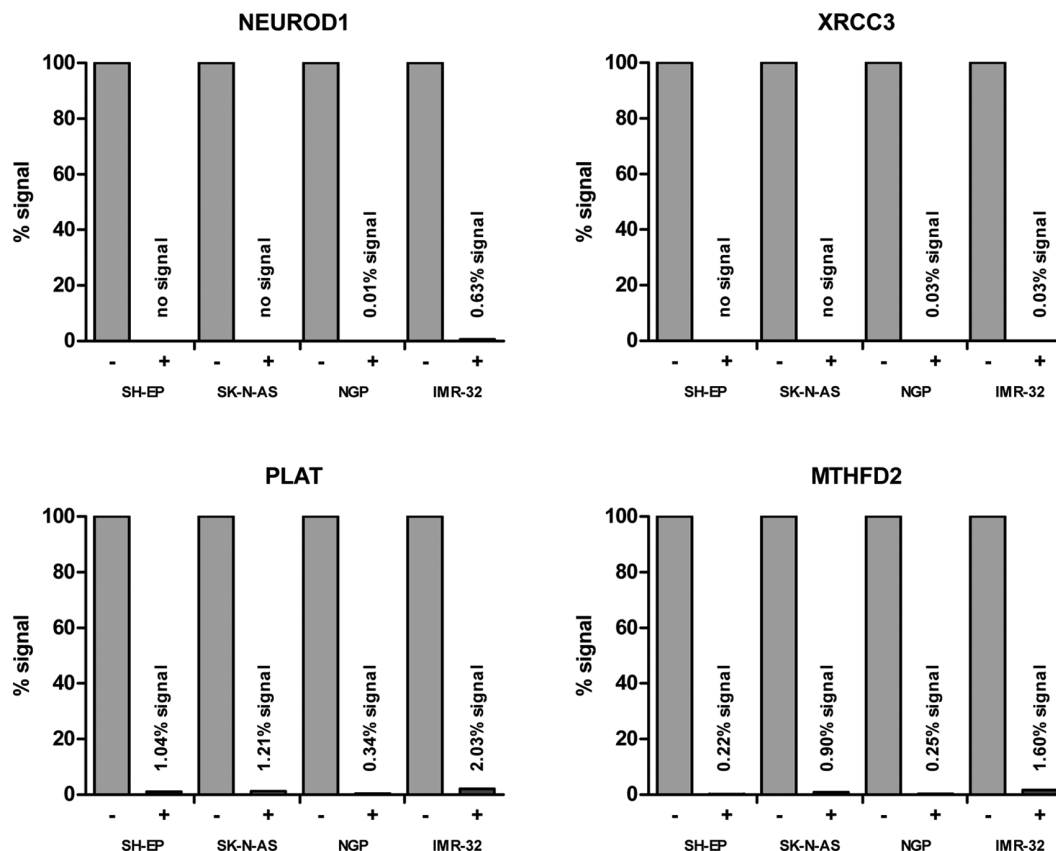 NEUROD1
% signal
100
80
60
40
20
0
no signal
no signal
0.01% signal
0.63% signal
- + - + - + - +
SH-EP SK-N-AS NGP IMR-32
XRCC3
% signal
100
80
60
40
20
0
no signal
no signal
0.03% signal
0.03% signal
- + - + - + - +
SH-EP SK-N-AS NGP IMR-32
PLAT
% signal
100
80
60
40
20
0
1.04% signal
1.21% signal
0.34% signal
2.03% signal
- + - + - + - +
SH-EP SK-N-AS NGP IMR-32
MTHFD2
% signal
100
80
60
40
20
0
0.22% signal
0.90% signal
0.25% signal
1.60% signal
- + - + - + - +
SH-EP SK-N-AS NGP IMR-32